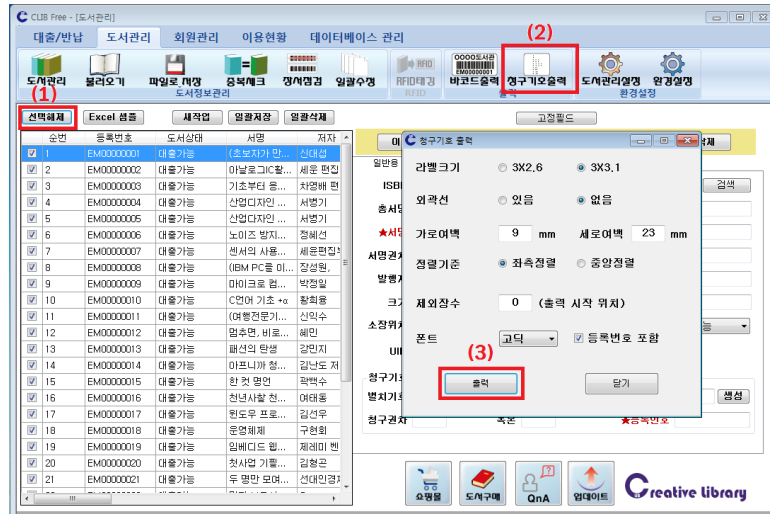 CLIB Free - [도서관리]
대출/반납 도서관리 회원관리 이용현황 데이터베이스 관리
(2)
도서관리 불러오기 파일로 저장 중복체크 장서점검 일괄수정 RFID태깅 바코드출력 청구기호출력 도서관리설정 환경설정
도서정보관리 RFID 출력 환경설정
(1)
선택해제 Excel 샘플 새작업 일괄저장 일괄삭제 고정필드
순번 등록번호 도서상태 서명 저자
1 EM00000001 대출가능 (초보자가 만... 신대섭
2 EM00000002 대출가능 아날로그IC활... 세운 편집
3 EM00000003 대출가능 기초부터 응... 차영배 편
4 EM00000004 대출가능 산업디자인 ... 서병기
5 EM00000005 대출가능 산업디자인 ... 서병기
6 EM00000006 대출가능 노이즈 방지... 정혜선
7 EM00000007 대출가능 센서의 사용... 세운편집
8 EM00000008 대출가능 (IBM PC를 이... 장성원,
9 EM00000009 대출가능 마이크로 컴... 박정일
10 EM00000010 대출가능 C언어 기초 +α 황희융
11 EM00000011 대출가능 (여행전문기... 신익수
12 EM00000012 대출가능 멈추면, 비로... 혜민
13 EM00000013 대출가능 패션의 탄생 강민지
14 EM00000014 대출가능 아프니까 청... 김난도 저
15 EM00000015 대출가능 한 컷 명언 곽백수
16 EM00000016 대출가능 천년사찰 천... 여태동
17 EM00000017 대출가능 윈도우 프로... 김선우
18 EM00000018 대출가능 운영체제 구현회
19 EM00000019 대출가능 임베디드 웹... 제레미 벤
20 EM00000020 대출가능 첫사업 기필... 김형곤
21 EM00000021 대출가능 두 명만 모여... 선대인경
일반용
ISB
총서명
★서명
서명권차
발행
크기
소장위치
청구기호
별치기호
청구권차 복본 ★등록번호
검색
생성
청구기호 출력
라벨크기 3X2,6 3X3,1
외곽선 있음 없음
가로여백 9 mm 세로여백 23 mm
정렬기준 좌측정렬 중앙정렬
제외장수 0 (출력 시작 위치)
폰트 고딕 등록번호 포함
(3)
출력 닫기
쇼핑몰 도서구매 QnA 업데이트 Creative library